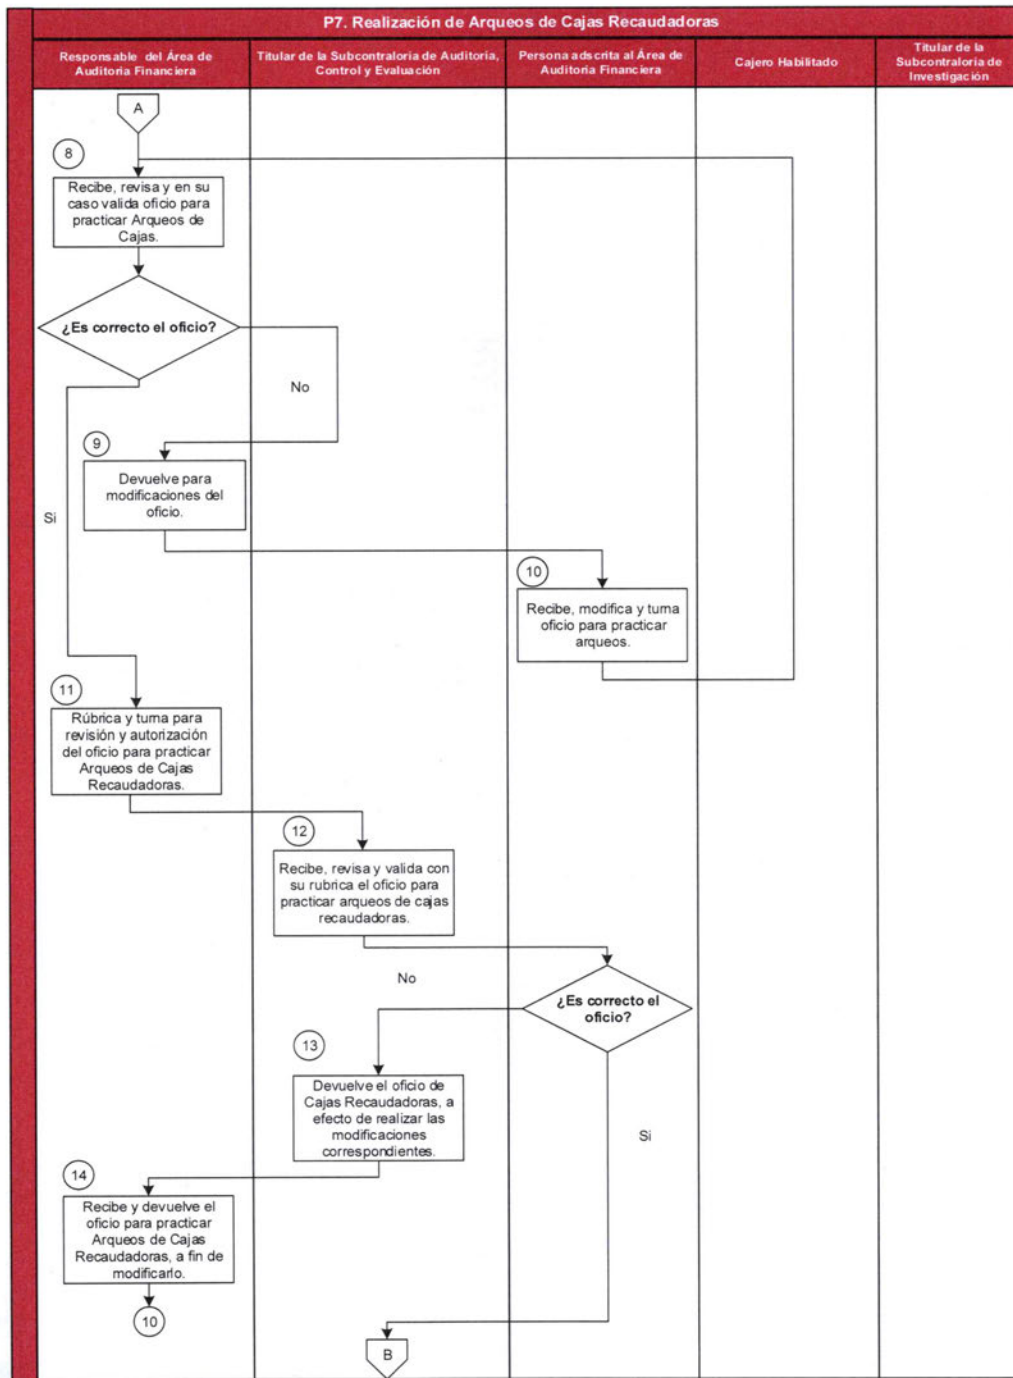 P7. Realización de Arqueos de Cajas Recaudadoras
Responsable del Área de
Auditoria Financiera
Titular de la Subcontraloria de Auditoria,
Control y Evaluación
Persona adscrita al Área de
Auditoria Financiera
Cajero Habilitado
Titular de la
Subcontraloria de
Investigación
A
8
Recibe, revisa y en su
caso valida oficio para
practicar Arqueos de
Cajas.
¿Es correcto el oficio?
No
9
Devuelve para
modificaciones del
oficio.
Si
10
Recibe, modifica y turna
oficio para practicar
arqueos.
11
Rúbrica y turna para
revisión y autorización
del oficio para practicar
Arqueos de Cajas
Recaudadoras.
12
Recibe, revisa y valida con
su rubrica el oficio para
practicar arqueos de cajas
recaudadoras.
No
¿Es correcto el
oficio?
13
Devuelve el oficio de
Cajas Recaudadoras, a
efecto de realizar las
modificaciones
correspondientes.
Si
14
Recibe y devuelve el
oficio para practicar
Arqueos de Cajas
Recaudadoras, a fin de
modificarlo.
10
B